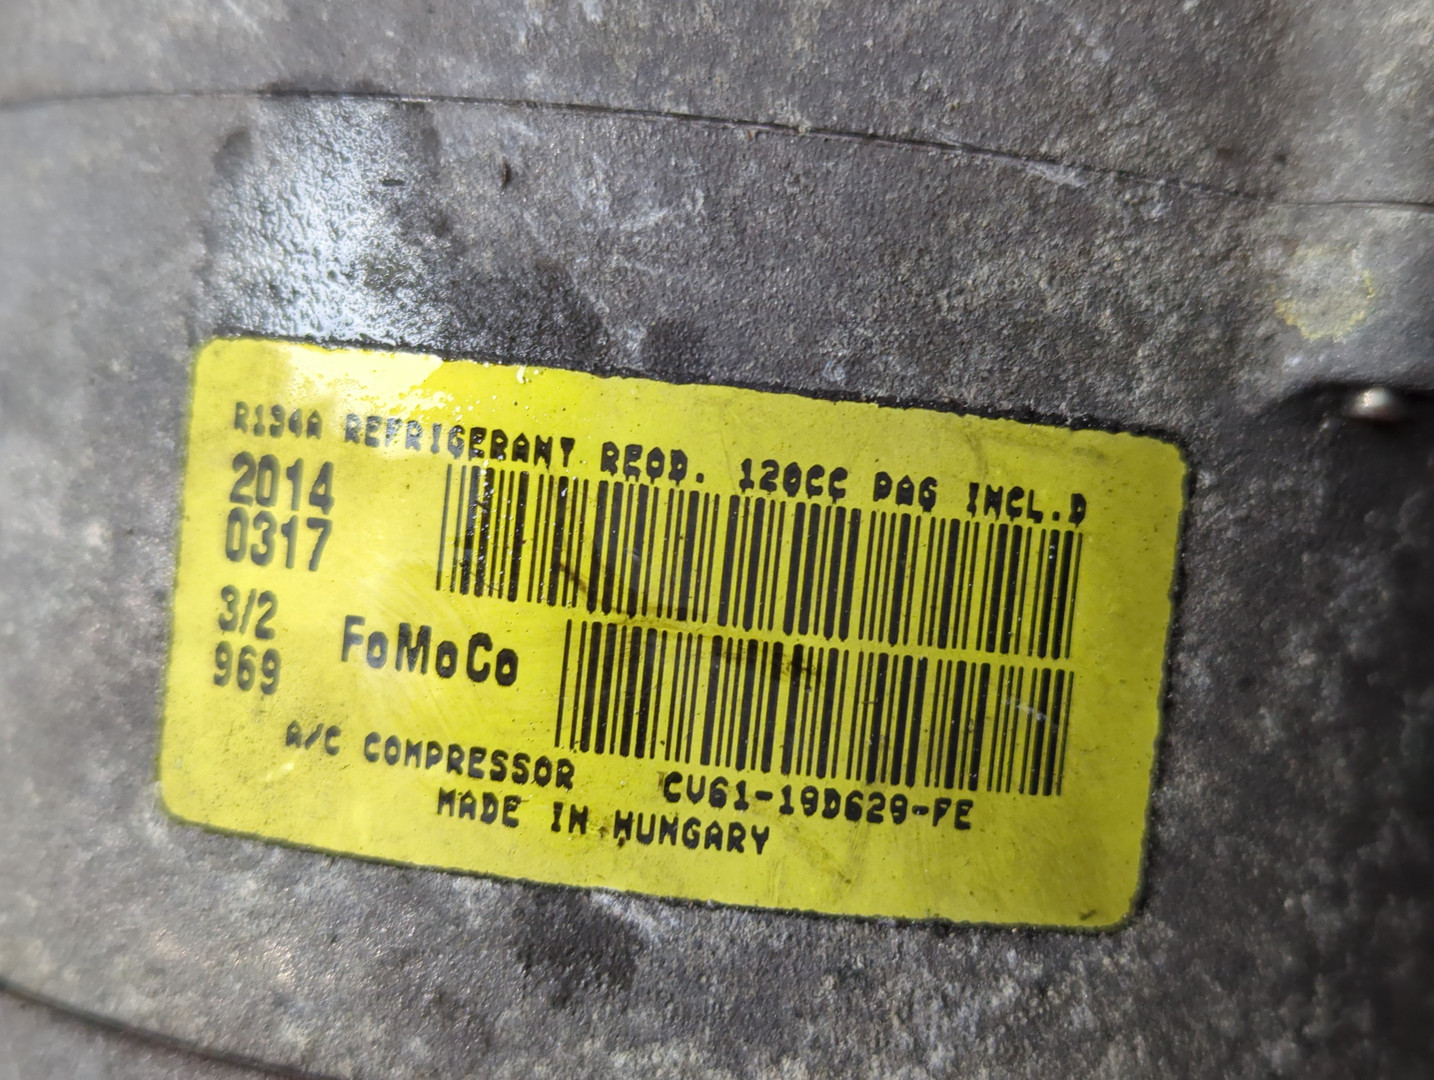 R134A REFRIGERANT REQD. 120CC PAG INCL.D
2014
0317
3/2
969
FoMoCo
A/C COMPRESSOR CV61-19D629-FE
MADE IN HUNGARY